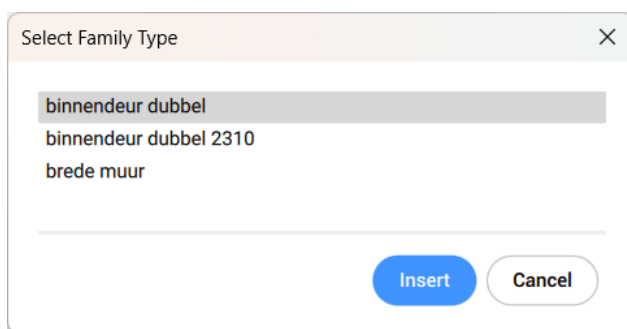 Select Family Type
binnendeur dubbel
binnendeur dubbel 2310
brede muur
Insert
Cancel